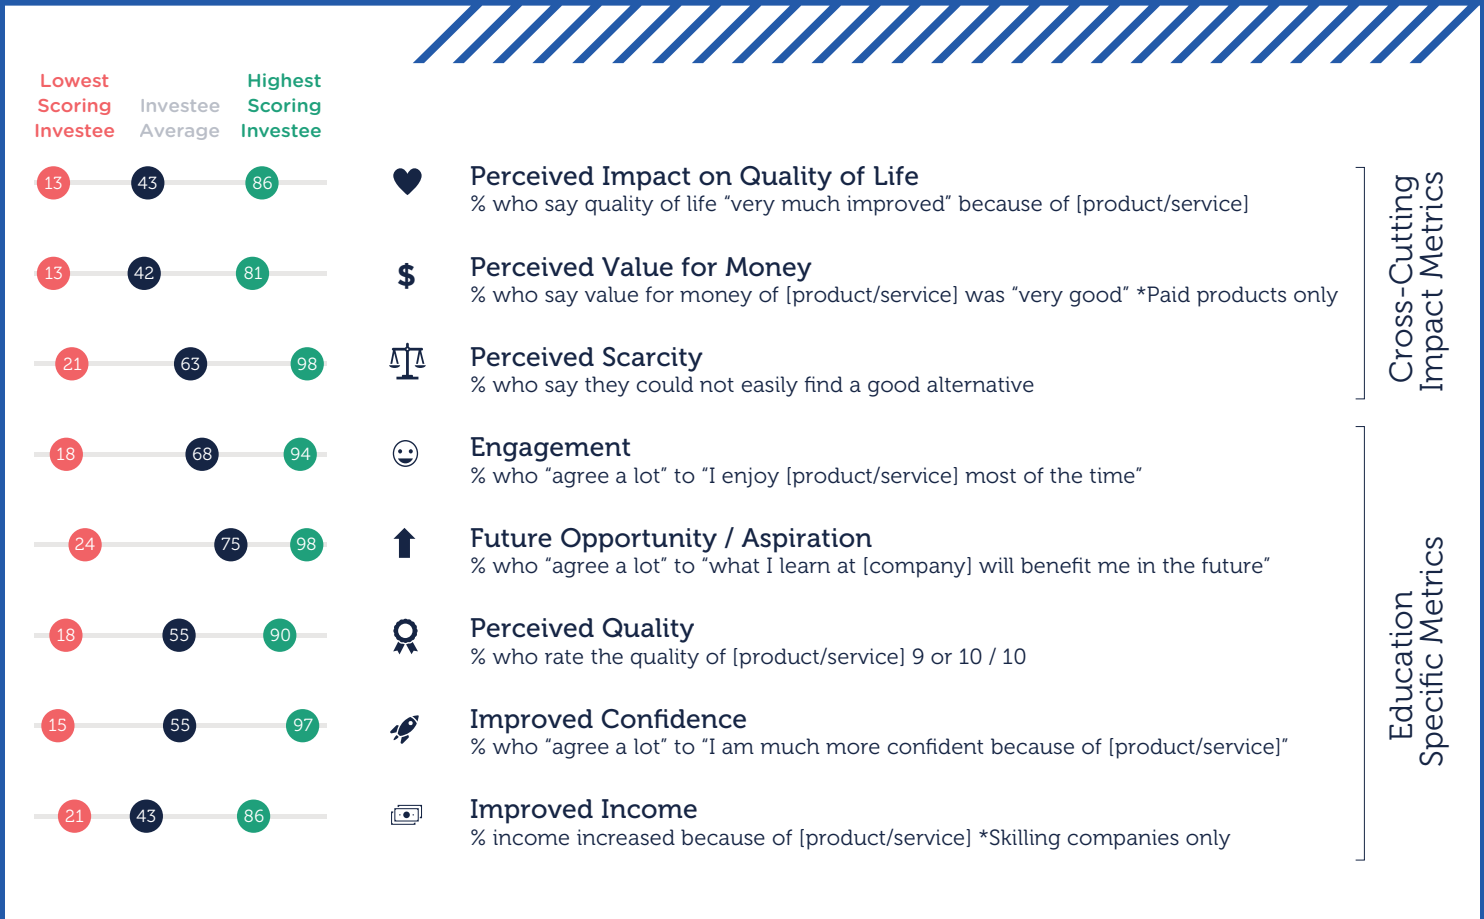 Lowest
Scoring
Investee
Investee
Average
Highest
Scoring
Investee
13 43 86
Perceived Impact on Quality of Life
% who say quality of life “very much improved” because of [product/service]
13 42 81
$
Perceived Value for Money
% who say value for money of [product/service] was “very good” *Paid products only
21 63 98
Perceived Scarcity
% who say they could not easily find a good alternative
Cross-Cutting
Impact Metrics
18 68 94
Engagement
% who “agree a lot” to “I enjoy [product/service] most of the time”
24 75 98
Future Opportunity / Aspiration
% who “agree a lot” to “what I learn at [company] will benefit me in the future”
18 55 90
Perceived Quality
% who rate the quality of [product/service] 9 or 10 / 10
15 55 97
Improved Confidence
% who “agree a lot” to “I am much more confident because of [product/service]”
21 43 86
Improved Income
% income increased because of [product/service] *Skilling companies only
Education
Specific Metrics